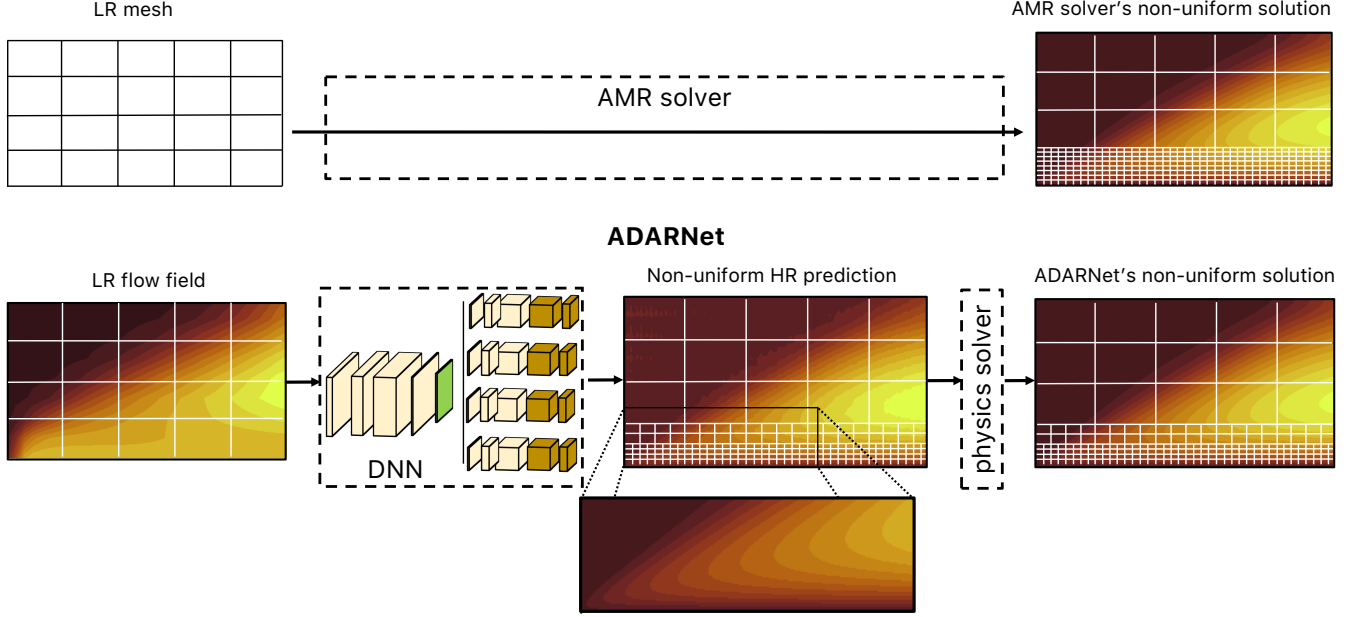 LR mesh
AMR solver's non-uniform solution
AMR solver
ADARNet
LR flow field
Non-uniform HR prediction
ADARNet's non-uniform solution
DNN
physics solver